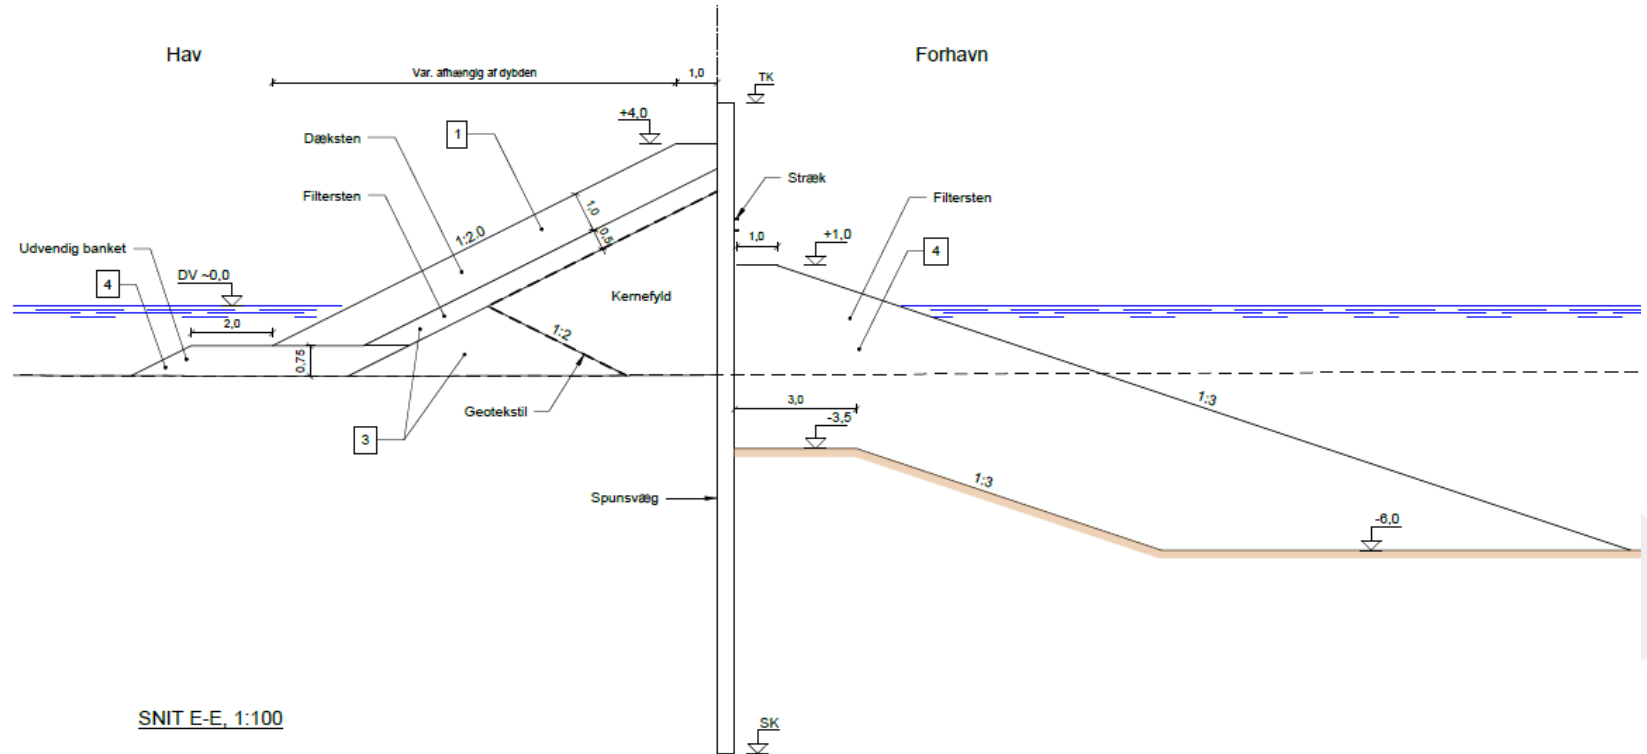 Hav
Forhavn
Var. afhængig af dybden
1,0
TK
+4,0
1
Dæksten
Stræk
Filtersten
Filtersten
1,0
0,5
1:2.0
1,0
+1,0
4
Udvendig banket
DV ~0,0
4
Kernefyld
2,0
1:2
0,75
Geotekstil
3
3,0
-3,5
1:3
1:3
Spunsvæg
-6,0
SNIT E-E, 1:100
SK